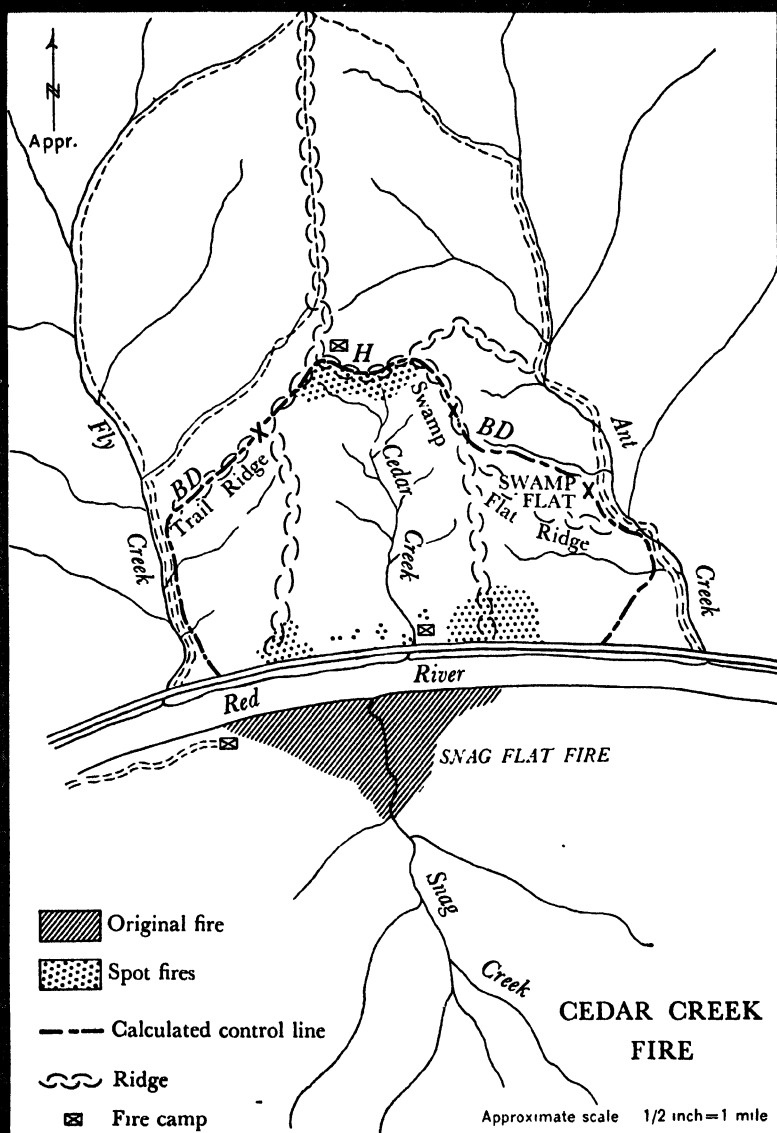 N
Appr.
H
Swamp
BD
Ant
Fly
Cedar
BD
SWAMP
FLAT
Trail Ridge
Flat
Ridge
Creek
Creek
Creek
River
Red
SNAG FLAT FIRE
Snag
Creek
Original fire
Spot fires
Calculated control line
Ridge
Fire camp
CEDAR CREEK
FIRE
Approximate scale 1/2 inch=1 mile